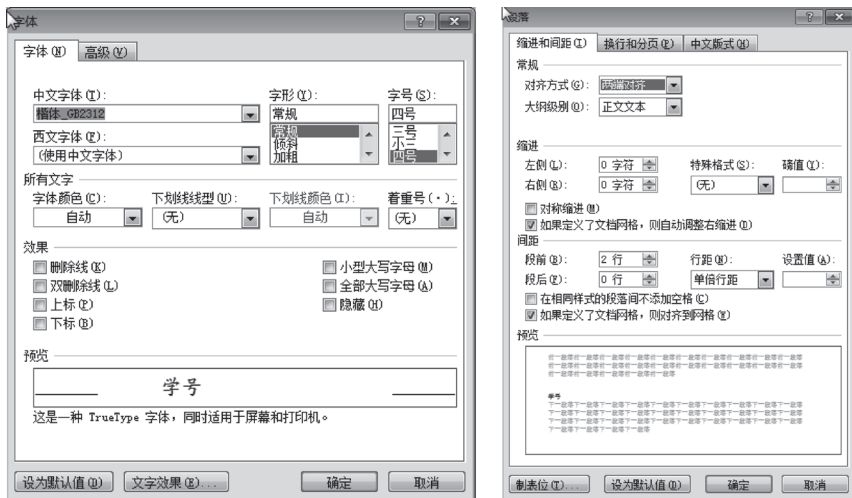 字体
字体(N) 高级(V)
中文字体(T): 字形(Y): 字号(S):
楷体_GB2312 常规 四号
常规 三号
西文字体(F): 倾斜 小三
(使用中文字体) 加粗 四号
所有文字
字体颜色(C): 下划线线型(U): 下划线颜色(I): 着重号(·):
自动 (无) 自动 (无)
效果
删除线(K) 小型大写字母(M)
双删除线(L) 全部大写字母(A)
上标(P) 隐藏(H)
下标(B)
预览
学号
这是一种 TrueType 字体，同时适用于屏幕和打印机。
设为默认值(D) 文字效果(E)... 确定 取消
段落
缩进和间距(I) 换行和分页(P) 中文版式(H)
常规
对齐方式(G): 两端对齐
大纲级别(O): 正文文本
缩进
左侧(L): 0 字符 特殊格式(S): 磅值(Y):
右侧(R): 0 字符 (无)
对称缩进(M)
如果定义了文档网格，则自动调整右缩进(D)
间距
段前(B): 2 行 行距(N): 设置值(A):
段后(F): 0 行 单倍行距
在相同样式的段落间不添加空格(C)
如果定义了文档网格，则对齐到网格(W)
预览
学号
制表位(T)... 设为默认值(D) 确定 取消